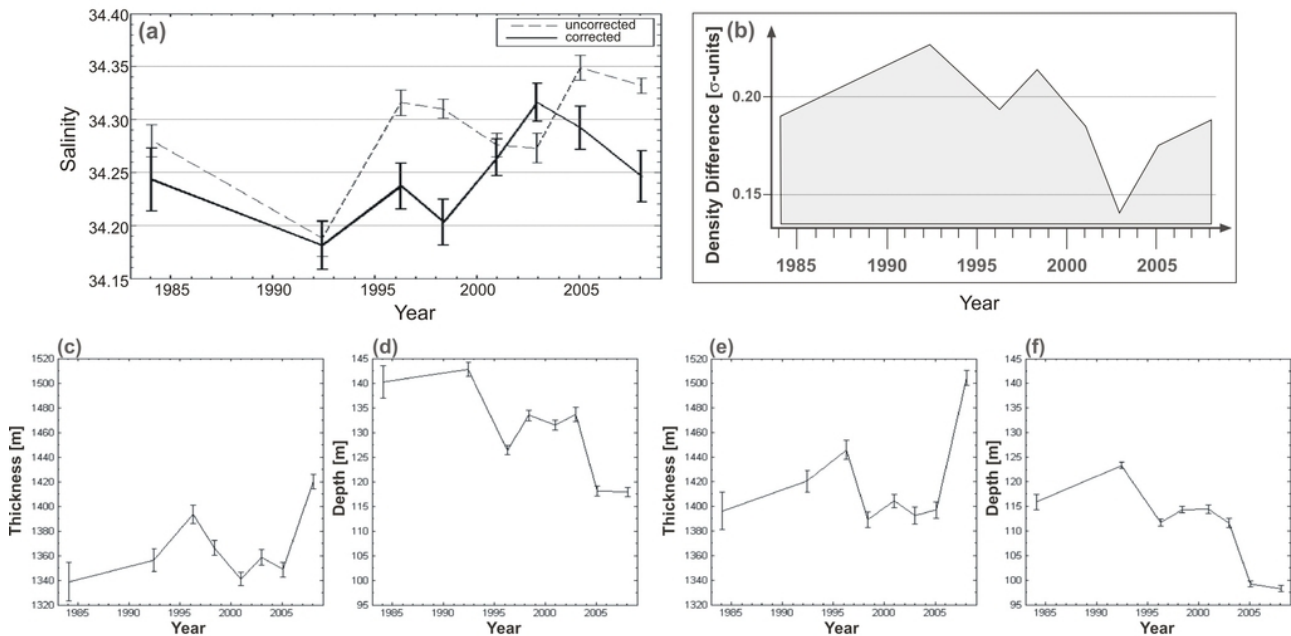 (a)
uncorrected
corrected
Salinity
34.40
34.35
34.30
34.25
34.20
34.15
1985 1990 1995 2000 2005
Year
(b)
Density Difference [σ-units]
0.20
0.15
1985 1990 1995 2000 2005
Year
(c)
Thickness [m]
1520
1500
1480
1460
1440
1420
1400
1380
1360
1340
1320
1985 1990 1995 2000 2005
Year
(d)
Depth [m]
145
140
135
130
125
120
115
110
105
100
95
1985 1990 1995 2000 2005
Year
(e)
Thickness [m]
1520
1500
1480
1460
1440
1420
1400
1380
1360
1340
1320
1985 1990 1995 2000 2005
Year
(f)
Depth [m]
145
140
135
130
125
120
115
110
105
100
95
1985 1990 1995 2000 2005
Year